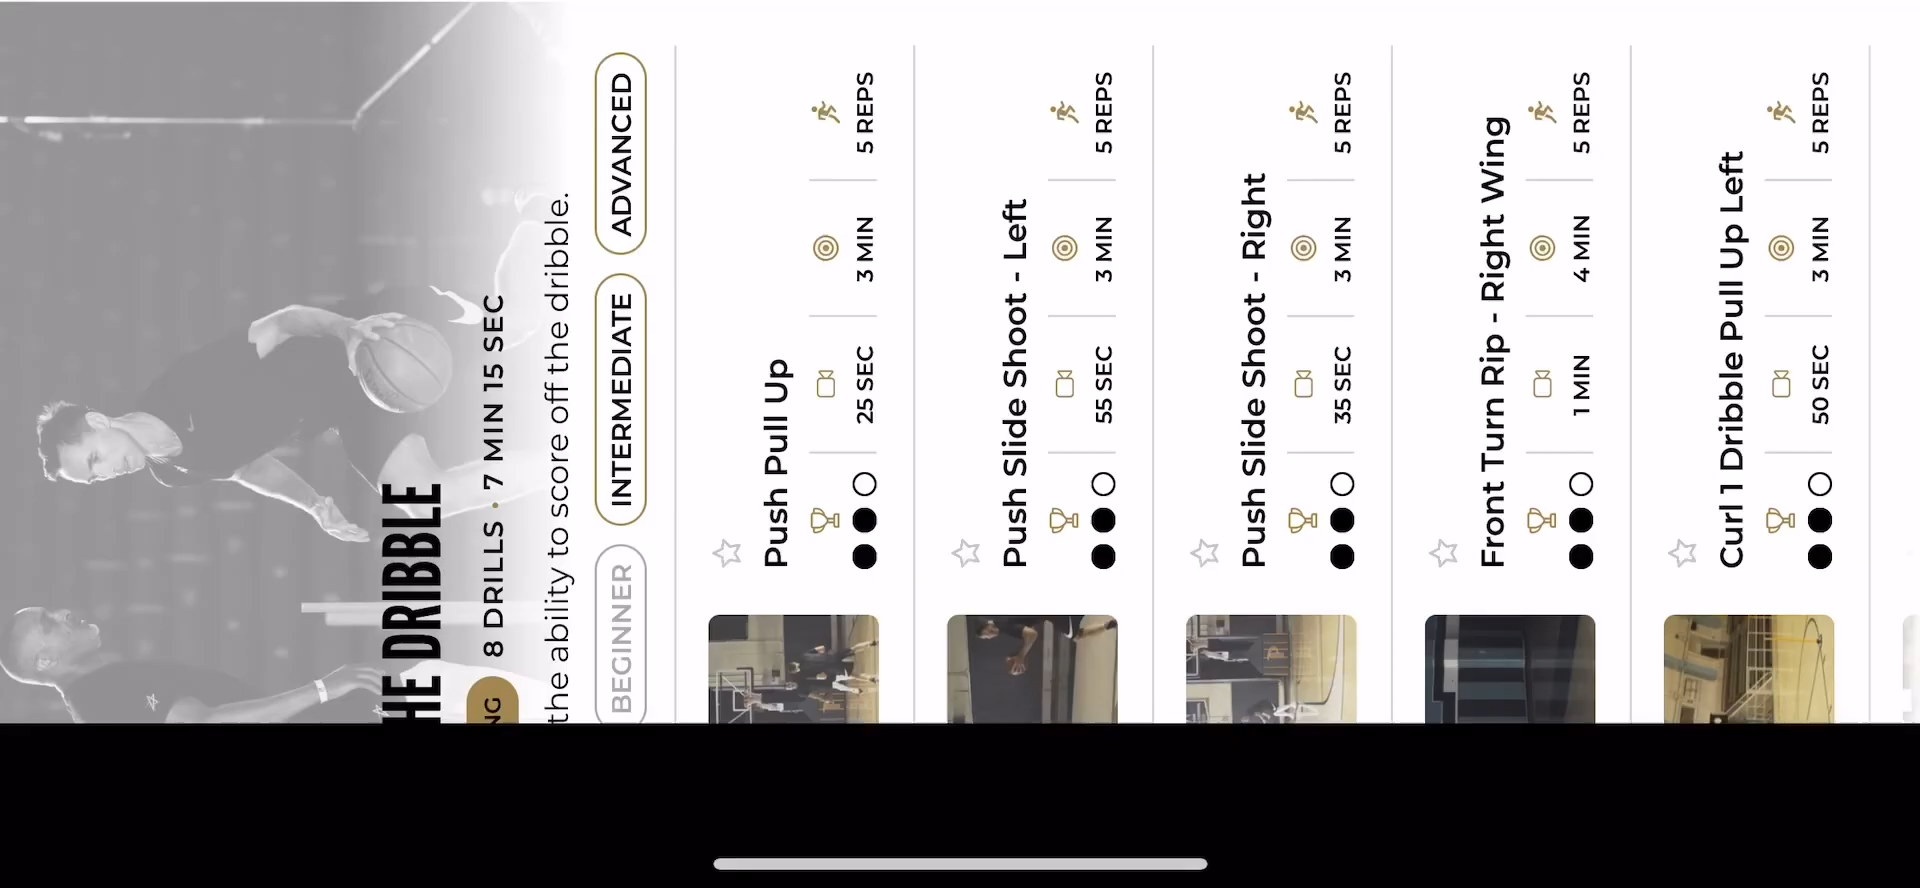 HE DRIBBLE
NG 8 DRILLS • 7 MIN 15 SEC
the ability to score off the dribble.
BEGINNER INTERMEDIATE ADVANCED
Push Pull Up
25 SEC 3 MIN 5 REPS
Push Slide Shoot - Left
55 SEC 3 MIN 5 REPS
Push Slide Shoot - Right
35 SEC 3 MIN 5 REPS
Front Turn Rip - Right Wing
1 MIN 4 MIN 5 REPS
Curl 1 Dribble Pull Up Left
50 SEC 3 MIN 5 REPS